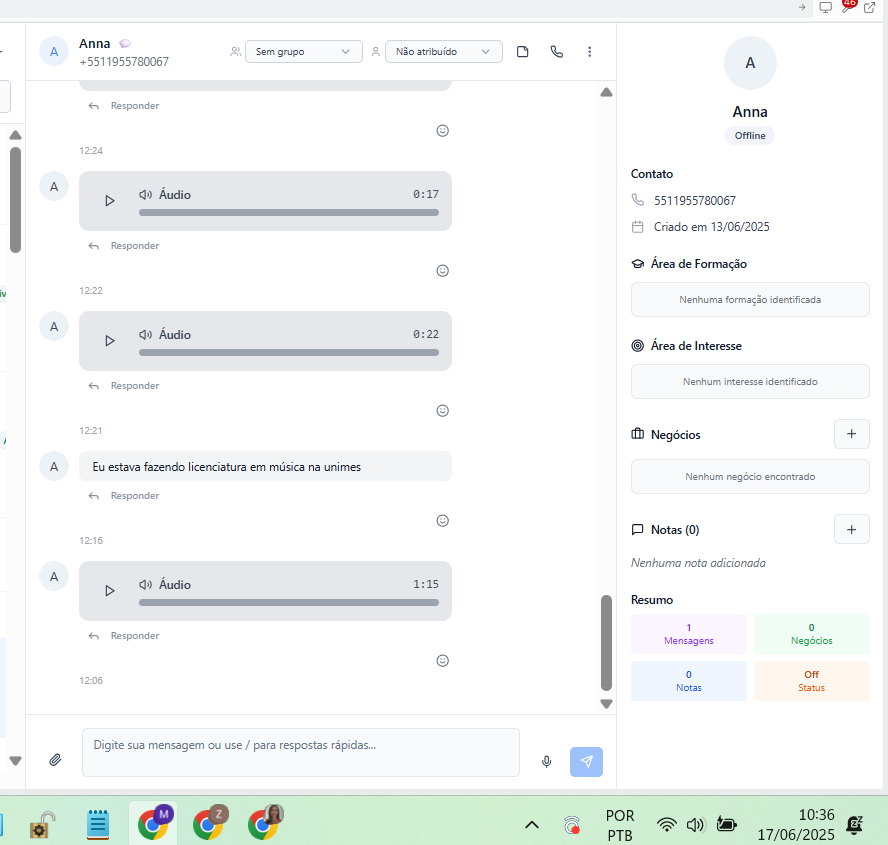 46
A
Anna
+5511955780067
Sem grupo
Não atribuído
Responder
12:24
A
Áudio
0:17
Responder
12:22
A
Áudio
0:22
Responder
12:21
A
Eu estava fazendo licenciatura em música na unimes
Responder
12:16
A
Áudio
1:15
Responder
12:06
Digite sua mensagem ou use / para respostas rápidas...
A
Anna
Offline
Contato
5511955780067
Criado em 13/06/2025
Área de Formação
Nenhuma formação identificada
Área de Interesse
Nenhum interesse identificado
Negócios
Nenhum negócio encontrado
Notas (0)
Nenhuma nota adicionada
Resumo
1
Mensagens
0
Negócios
0
Notas
Off
Status
M
Z
POR
PTB
10:36
17/06/2025